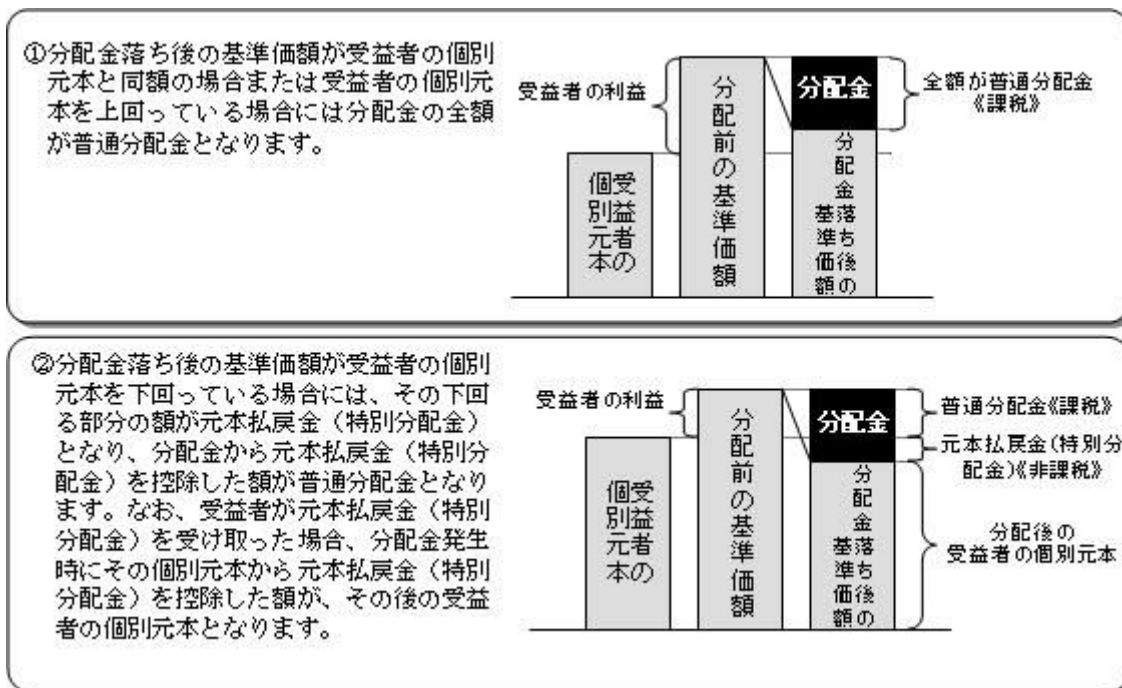 ①分配金落ち後の基準価額が受益者の個別
元本と同額の場合または受益者の個別元
本を上回っている場合には分配金の全額
が普通分配金となります。
受益者の利益
受益者の
個別元本
分配前の基準価額
分配金
分配金落ち後の
基準価額
全額が普通分配金
《課税》
②分配金落ち後の基準価額が受益者の個別
元本を下回っている場合には、その下回
る部分の額が元本払戻金（特別分配金）
となり、分配金から元本払戻金（特別分
配金）を控除した額が普通分配金となり
ます。なお、受益者が元本払戻金（特別
分配金）を受け取った場合、分配金発生
時にその個別元本から元本払戻金（特別
分配金）を控除した額が、その後の受益
者の個別元本となります。
受益者の利益
受益者の
個別元本
分配前の基準価額
分配金
分配金落ち後の
基準価額
普通分配金《課税》
元本払戻金(特別分
配金)《非課税》
分配後の
受益者の個別元本